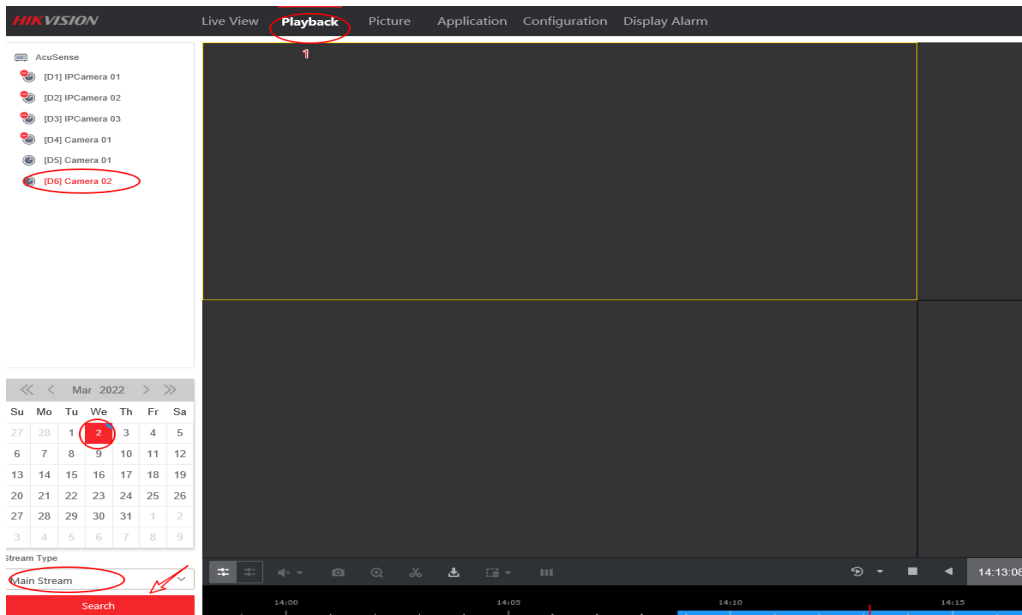 HIKVISION Live View Playback Picture Application Configuration Display Alarm
1
AcuSense
[D1] IPCamera 01
[D2] IPCamera 02
[D3] IPCamera 03
[D4] Camera 01
[D5] Camera 01
[D6] Camera 02
Mar 2022
Su Mo Tu We Th Fr Sa
27 28 1 2 3 4 5
6 7 8 9 10 11 12
13 14 15 16 17 18 19
20 21 22 23 24 25 26
27 28 29 30 31 1 2
3 4 5 6 7 8 9
Stream Type
Main Stream
Search
14:13:08
14:00 14:05 14:10 14:15